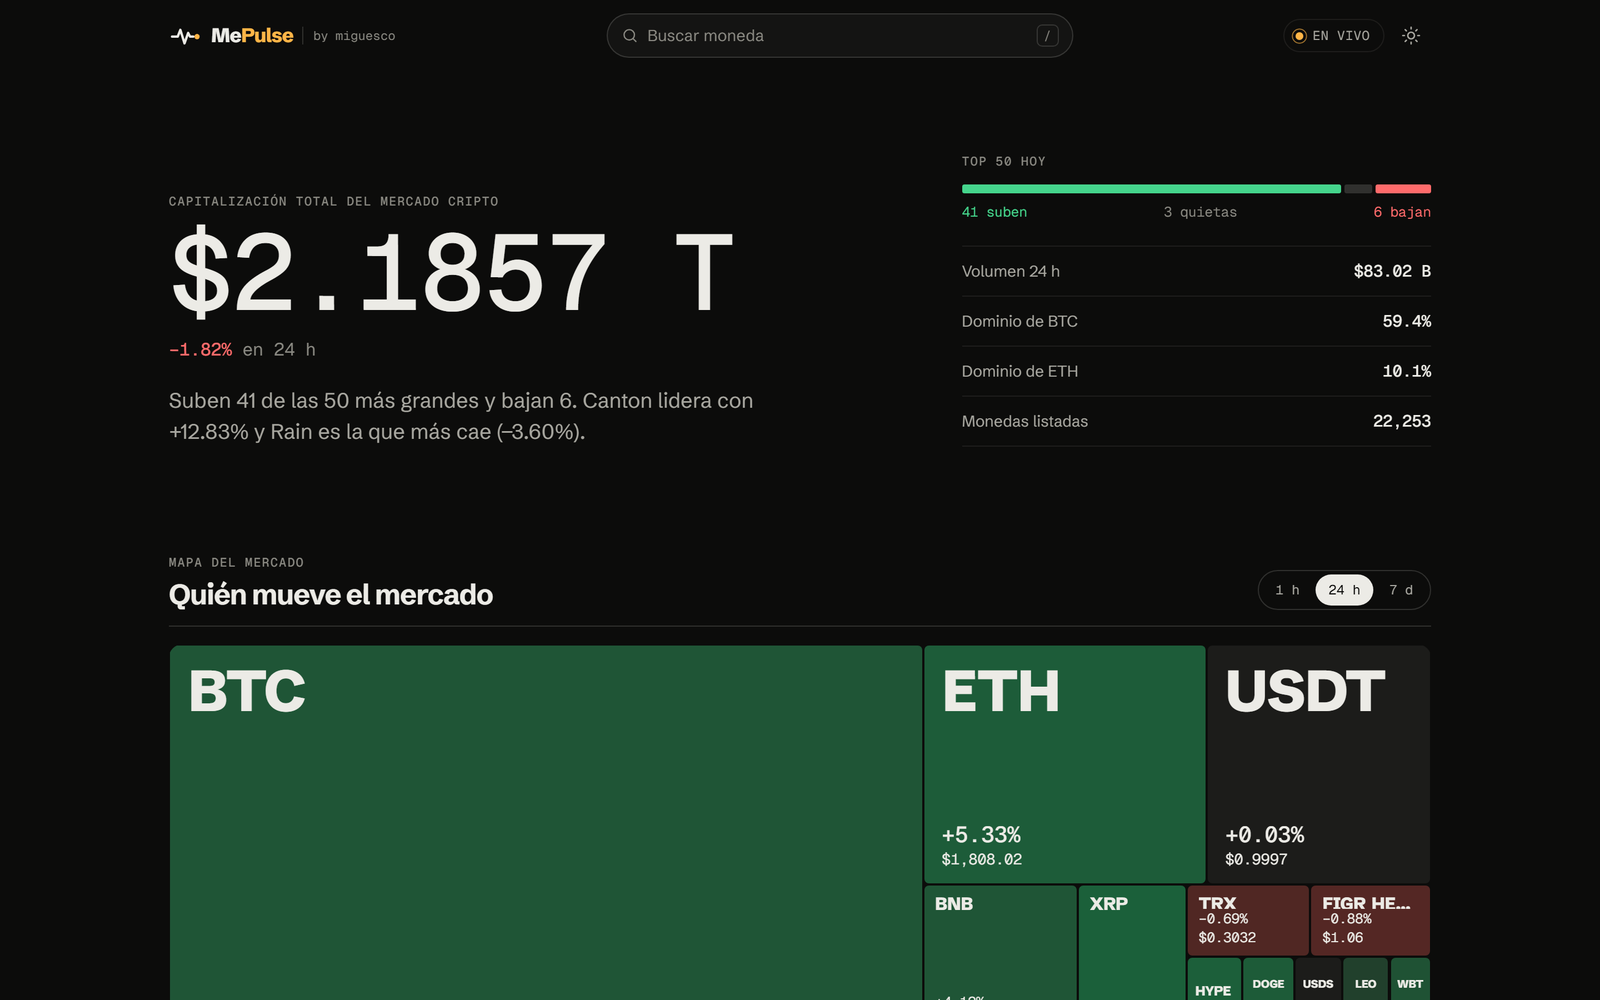 MePulse by miguesco
Buscar moneda /
EN VIVO
CAPITALIZACIÓN TOTAL DEL MERCADO CRIPTO
$2.1857 T
−1.82% en 24 h
Suben 41 de las 50 más grandes y bajan 6. Canton lidera con
+12.83% y Rain es la que más cae (−3.60%).
TOP 50 HOY
41 suben 3 quietas 6 bajan
Volumen 24 h $83.02 B
Dominio de BTC 59.4%
Dominio de ETH 10.1%
Monedas listadas 22,253
MAPA DEL MERCADO
Quién mueve el mercado
1 h 24 h 7 d
BTC
ETH
+5.33%
$1,808.02
USDT
+0.03%
$0.9997
BNB
XRP
TRX
−0.69%
$0.3032
FIGR HE...
−0.88%
$1.06
HYPE
DOGE
USDS
LEO
WBT